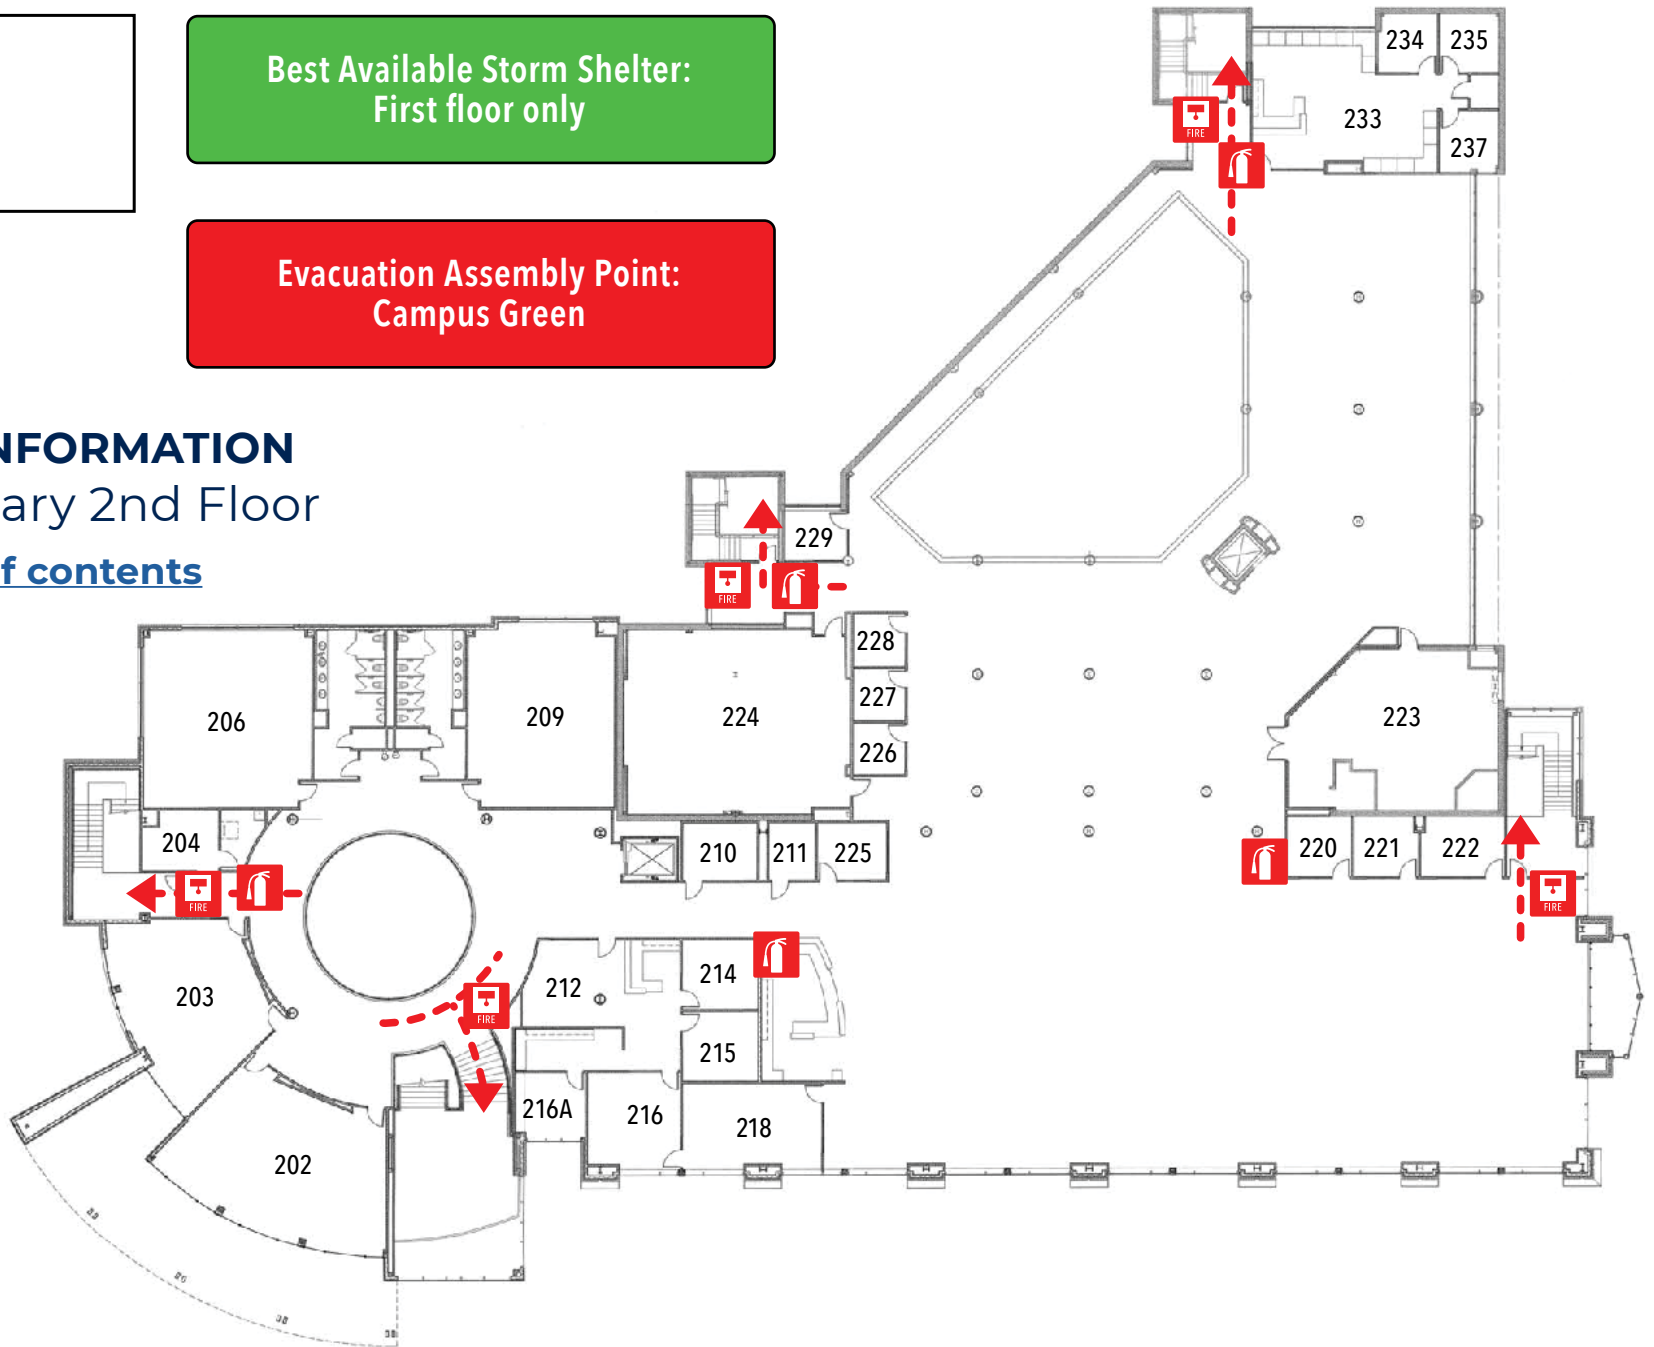 Best Available Storm Shelter:
First floor only
Evacuation Assembly Point:
Campus Green
NFORMATION
ary 2nd Floor
f contents
234
235
233
237
FIRE
229
FIRE
228
227
226
206
209
224
223
204
210
211
225
220
221
222
FIRE
FIRE
203
212
214
FIRE
215
216A
216
218
202